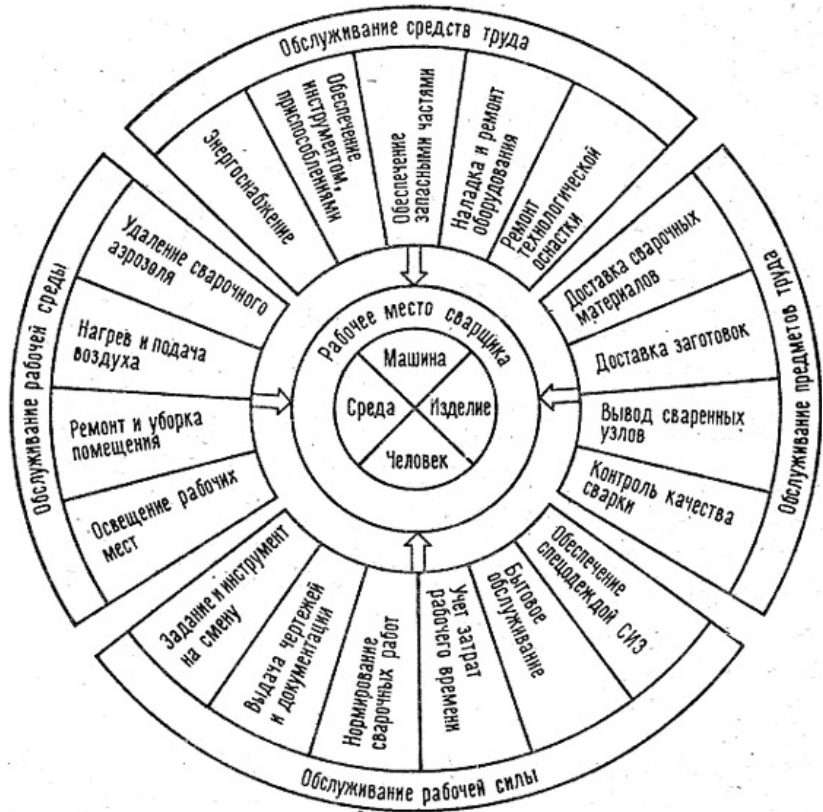 Обслуживание средств труда
Энергоснабжение
Обеспечение
инструментом,
приспособлениями
Обеспечение
запасными частями
Наладка и ремонт
оборудования
Ремонт
технологической
оснастки
Обслуживание предметов труда
Доставка сварочных
материалов
Доставка заготовок
Вывод сваренных
узлов
Контроль качества
сварки
Обслуживание рабочей силы
Обеспечение
спецодеждой СИЗ
Бытовое
обслуживание
Учет затрат
рабочего времени
Нормирование
сварочных работ
Выдача чертежей
и документации
Задание и инструмент
на смену
Обслуживание рабочей среды
Освещение рабочих
мест
Ремонт и уборка
помещения
Нагрев и подача
воздуха
Удаление сварочного
аэрозоля
Рабочее место сварщика
Машина
Среда
Изделие
Человек